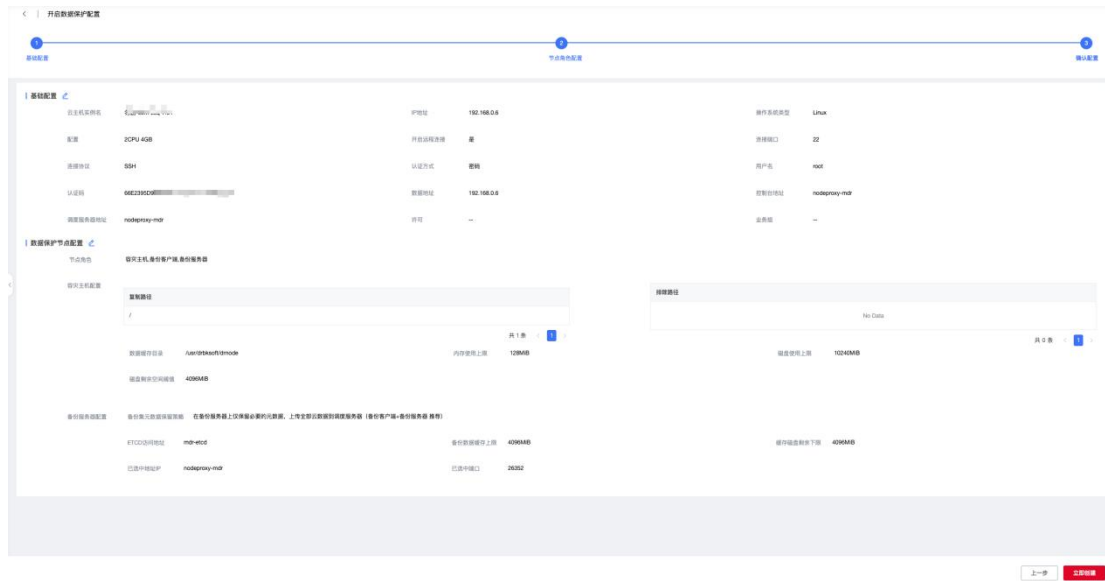 开启数据保护配置
1 2 3
基础配置 节点角色配置 确认配置
基础配置
云主机实例名 IP地址 192.168.0.6 操作系统类型 Linux
配置 2CPU 4GB 开启远程连接 是 连接端口 22
连接协议 SSH 认证方式 密码 用户名 root
认证码 66E2395D9 数据地址 192.168.0.6 控制台地址 nodeproxy-mdr
调度服务器地址 nodeproxy-mdr 许可 -- 业务组 --
数据保护节点配置
节点角色 容灾主机,备份客户端,备份服务器
容灾主机配置
复制路径 排除路径
/ No Data
共 1 条 1 共 0 条 1
数据缓存目录 /usr/drbksoft/dmode 内存使用上限 128MiB 磁盘使用上限 10240MiB
磁盘剩余空间阈值 4096MiB
备份服务器配置 备份集元数据保留策略 在备份服务器上仅保留必要的元数据，上传全部云数据到调度服务器（备份客户端+备份服务器 推荐）
ETCD访问地址 mdr-etcd 备份数据缓存上限 4096MiB 缓存磁盘剩余下限 4096MiB
已选中地址IP nodeproxy-mdr 已选中端口 26352
上一步 立即创建